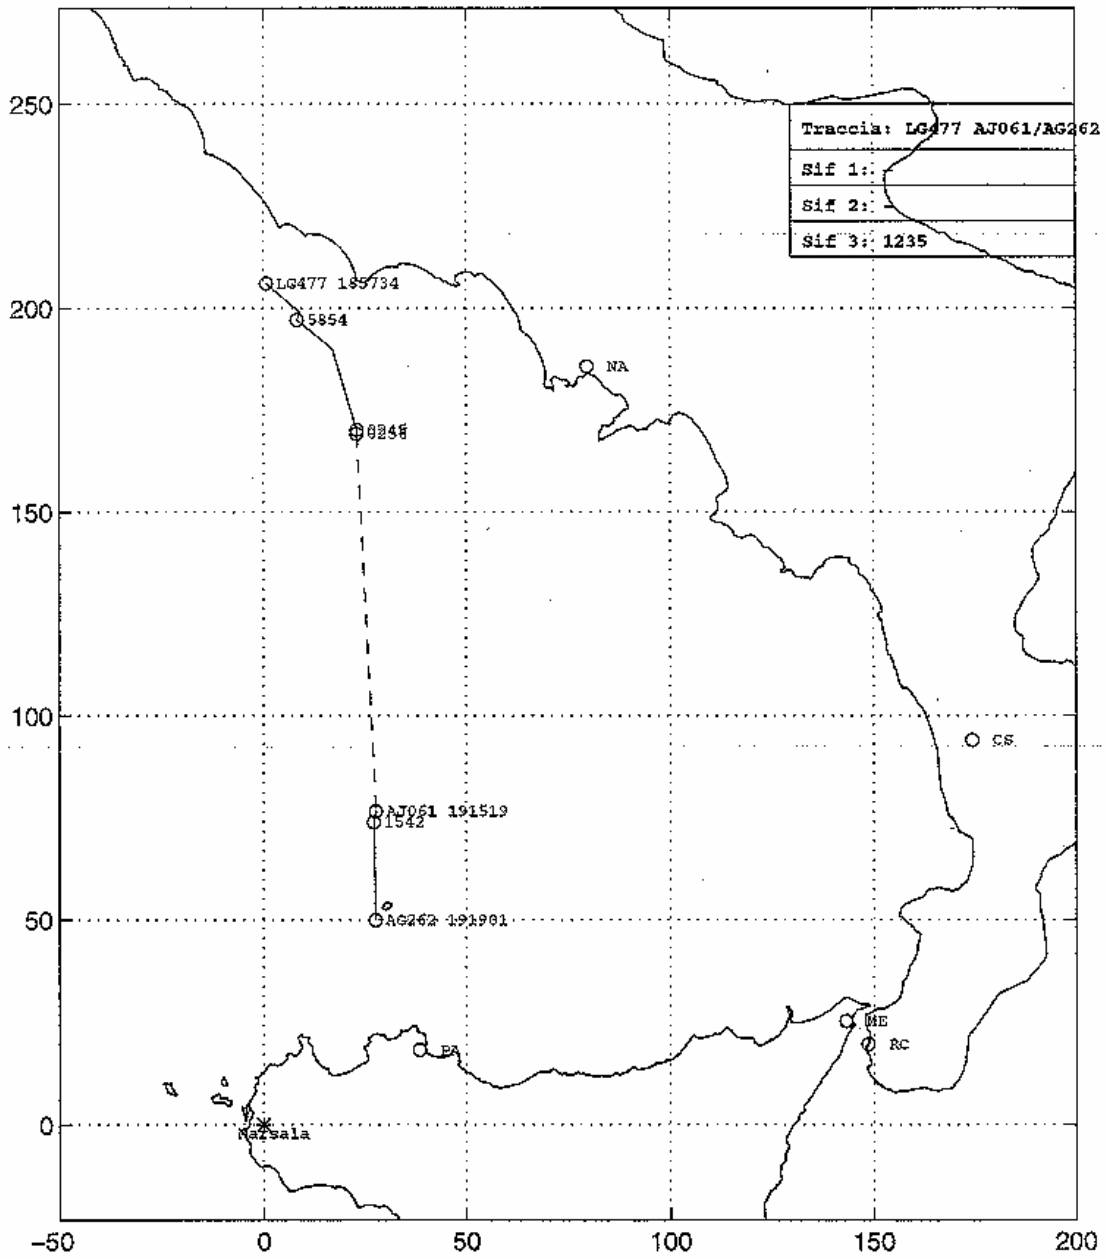 250
Traccia: LG477 AJ061/AG262
Sif 1: -
Sif 2: -
Sif 3: 1235
LG477 185734
200
5854
NA
0256
150
100
CS
AJ061 191519
1542
50
AG262 191901
ME
PA
RC
0
Marsala
-50 0 50 100 150 200